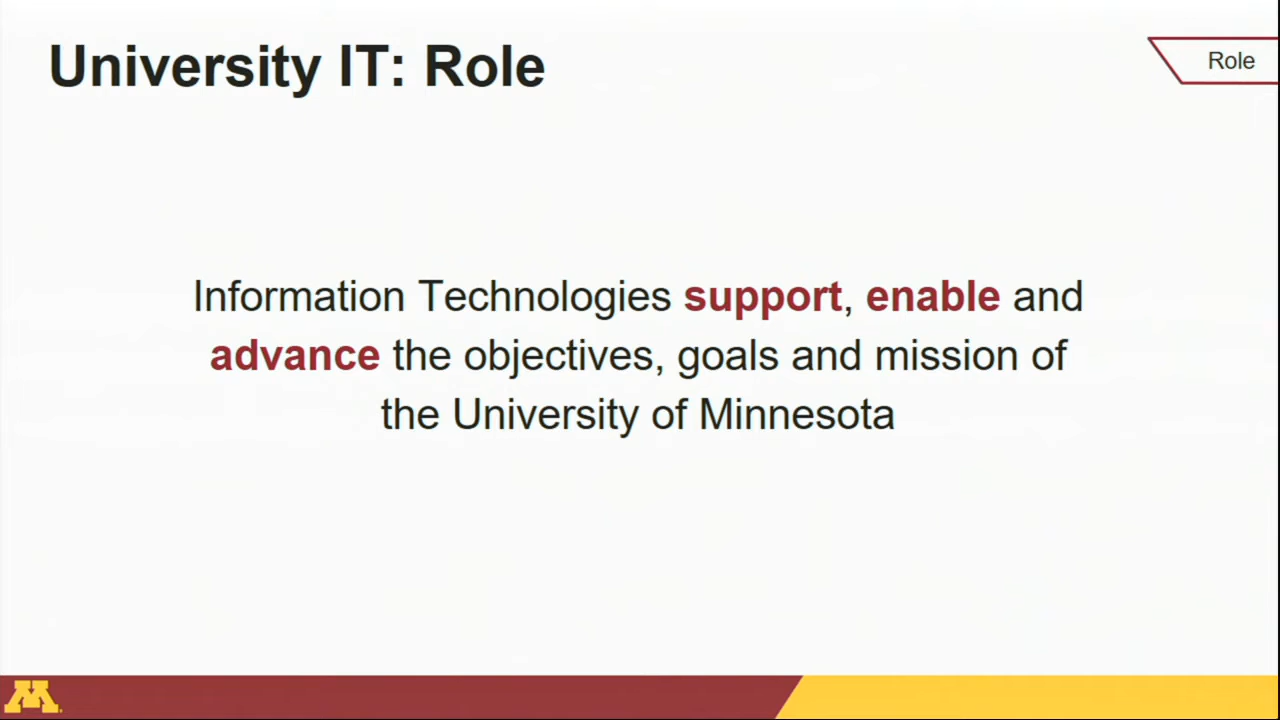 University IT: Role
Role
Information Technologies support, enable and
advance the objectives, goals and mission of
the University of Minnesota
M